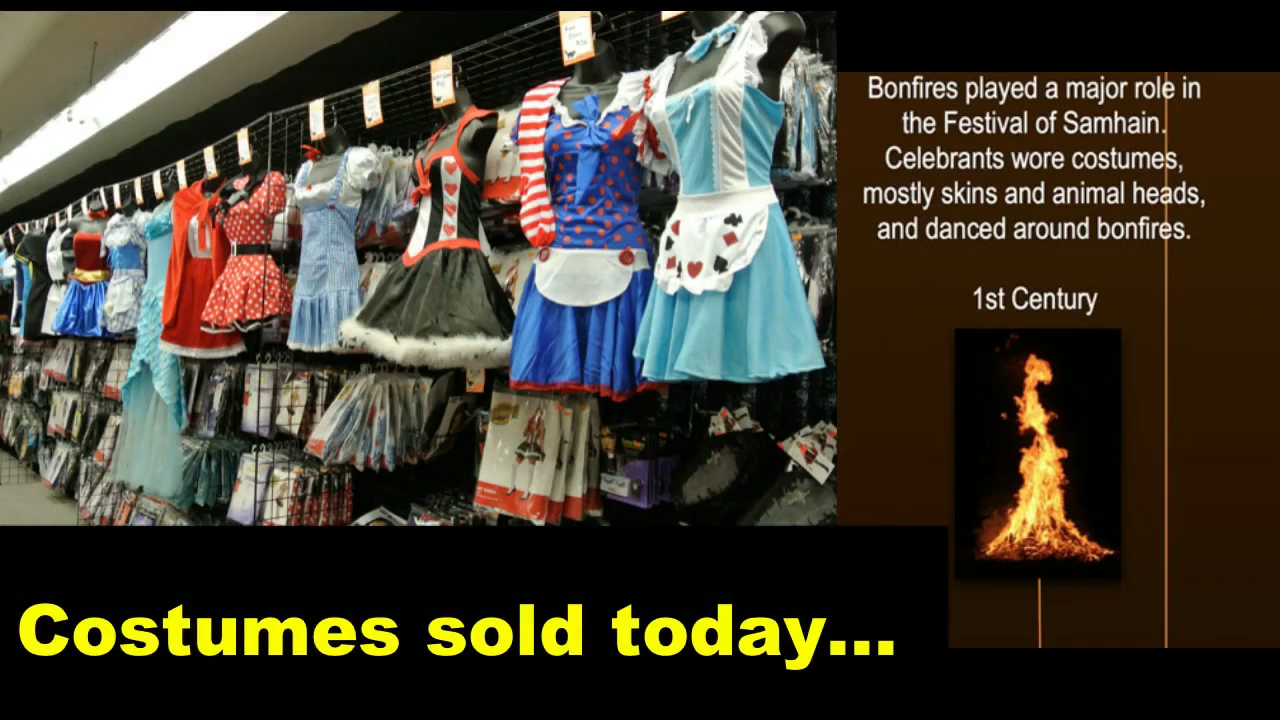 Bonfires played a major role in
the Festival of Samhain.
Celebrants wore costumes,
mostly skins and animal heads,
and danced around bonfires.
1st Century
Costumes sold today...